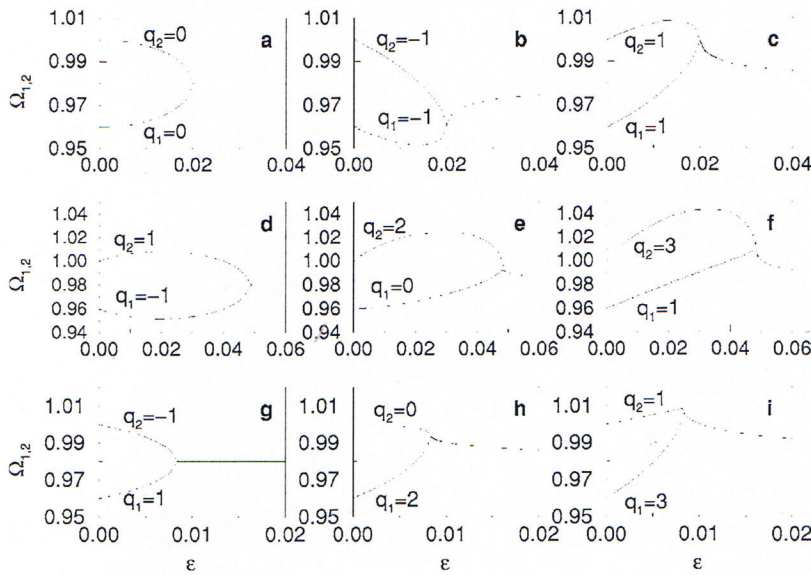 a
1.01
0.99
0.97
0.95
0.00
0.02
0.04
Ω1,2
q2=0
q1=0
b
1.01
0.99
0.97
0.95
0.00
0.02
0.04
q2=-1
q1=-1
c
1.01
0.99
0.97
0.95
0.00
0.02
0.04
q2=1
q1=1
d
1.04
1.02
1.00
0.98
0.96
0.94
0.00
0.02
0.04
0.06
Ω1,2
q2=1
q1=-1
e
1.04
1.02
1.00
0.98
0.96
0.94
0.00
0.02
0.04
0.06
q2=2
q1=0
f
1.04
1.02
1.00
0.98
0.96
0.94
0.00
0.02
0.04
0.06
q2=3
q1=1
g
1.01
0.99
0.97
0.95
0.00
0.01
0.02
Ω1,2
ε
q2=-1
q1=1
h
1.01
0.99
0.97
0.95
0.00
0.01
0.02
ε
q2=0
q1=2
i
1.01
0.99
0.97
0.95
0.00
0.01
0.02
ε
q2=1
q1=3